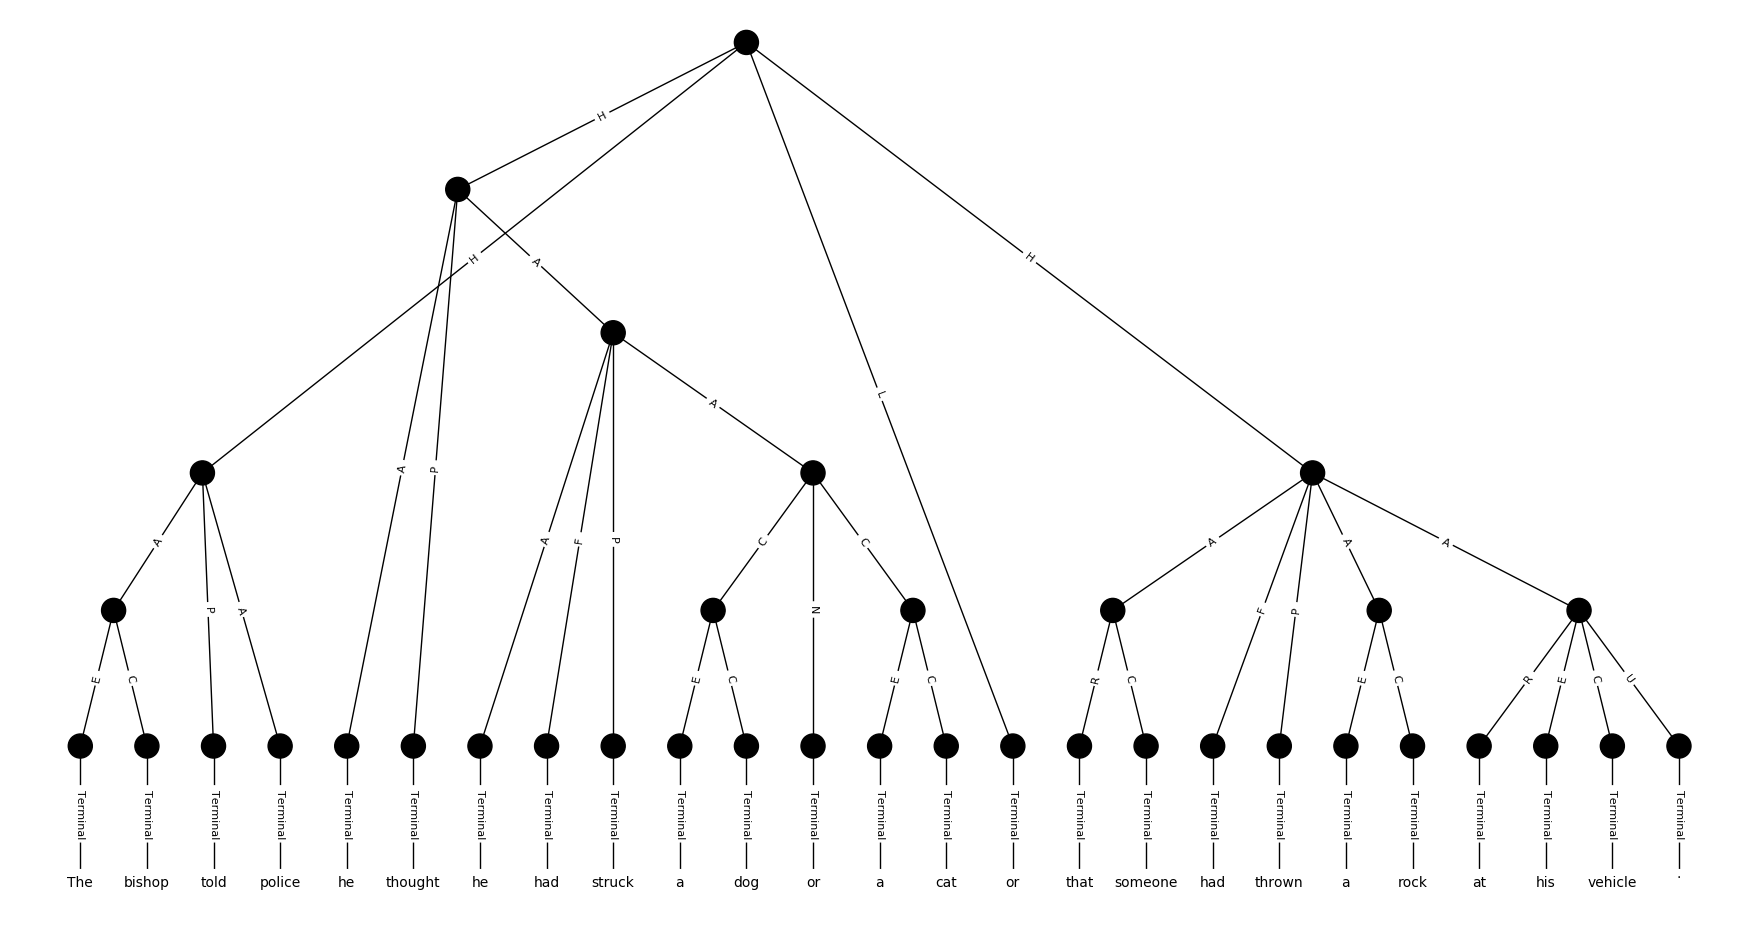 H
H A H
L
A
A P A A F P C C A F P A A
P A N
E C E C E C R C E C R E C U
Terminal Terminal Terminal Terminal Terminal Terminal Terminal Terminal Terminal Terminal Terminal Terminal Terminal Terminal Terminal Terminal Terminal Terminal Terminal Terminal Terminal Terminal Terminal Terminal Terminal
The bishop told police he thought he had struck a dog or a cat or that someone had thrown a rock at his vehicle .